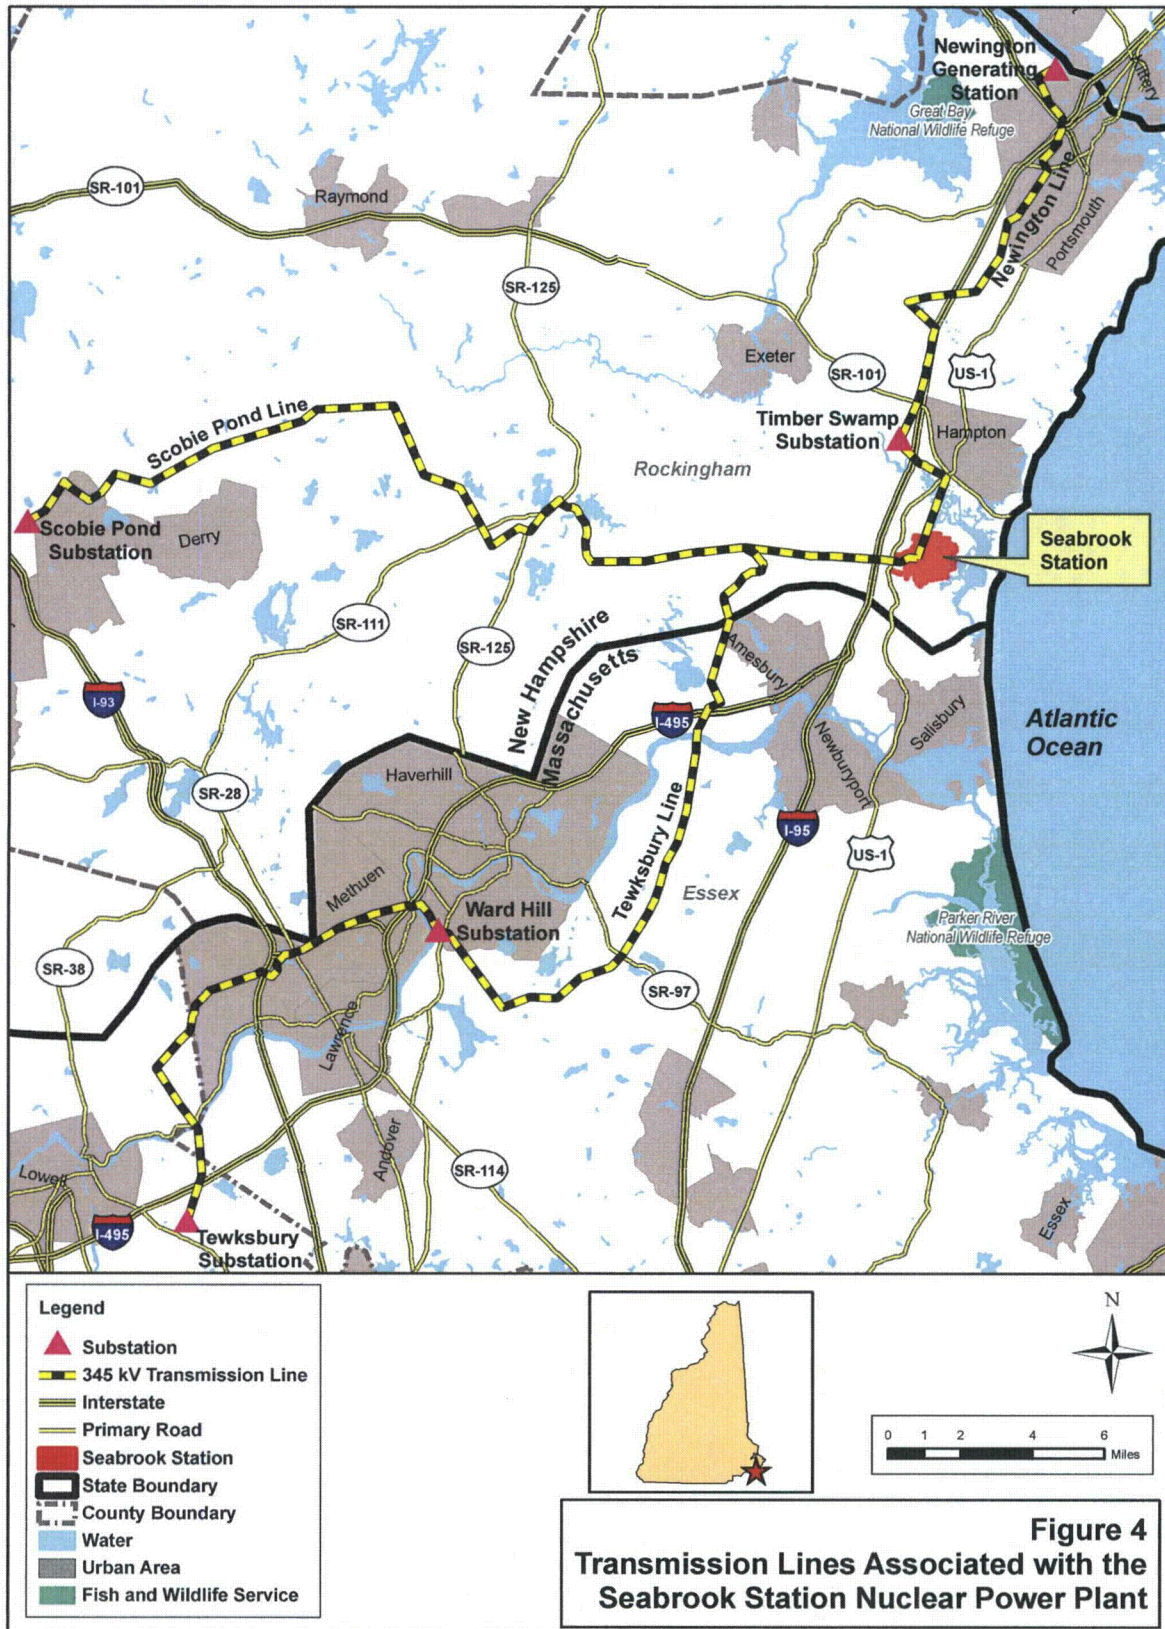 Newington
Generating
Station
Kittery
Great Bay
National Wildlife Refuge
SR-101
Raymond
Newington Line
Portsmouth
SR-125
Exeter
SR-101
US-1
Scobie Pond Line
Timber Swamp
Substation
Hampton
Rockingham
Scobie Pond
Substation
Derry
Seabrook
Station
SR-111
SR-125
New Hampshire
Massachusetts
Amesbury
I-93
I-495
Salisbury
Atlantic
Ocean
Newburyport
Haverhill
SR-28
I-95
US-1
Tewksbury Line
Essex
Methuen
Ward Hill
Substation
Parker River
National Wildlife Refuge
SR-38
SR-97
Lawrence
Andover
SR-114
Lowell
Essex
I-495
Tewksbury
Substation
Legend
Substation
345 kV Transmission Line
Interstate
Primary Road
Seabrook Station
State Boundary
County Boundary
Water
Urban Area
Fish and Wildlife Service
N
0 1 2 4 6
Miles
Figure 4
Transmission Lines Associated with the
Seabrook Station Nuclear Power Plant